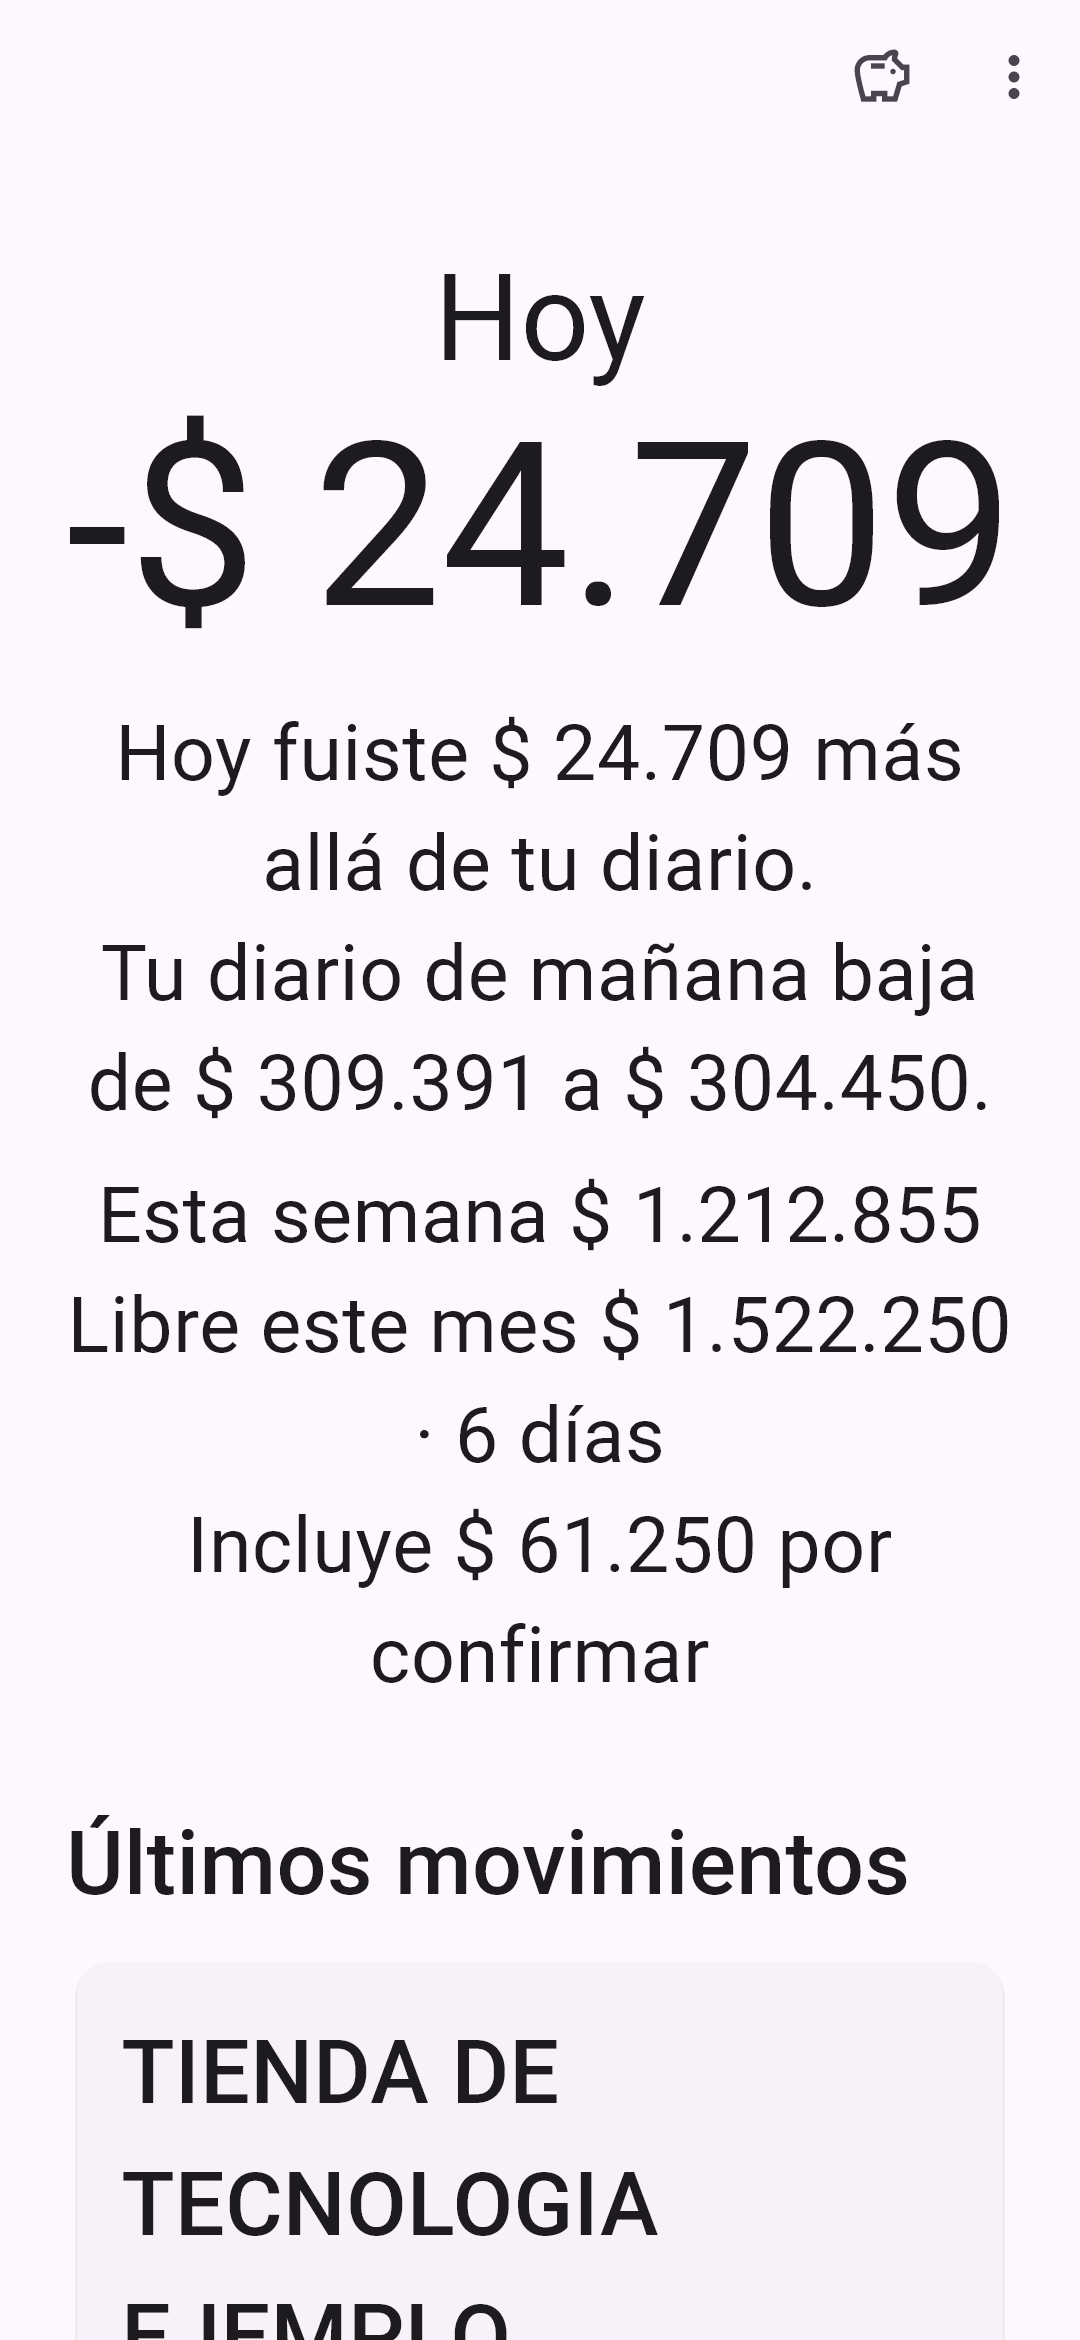 Hoy
-$ 24.709
Hoy fuiste $ 24.709 más
allá de tu diario.
Tu diario de mañana baja
de $ 309.391 a $ 304.450.
Esta semana $ 1.212.855
Libre este mes $ 1.522.250
· 6 días
Incluye $ 61.250 por
confirmar
Últimos movimientos
TIENDA DE
TECNOLOGIA
EJEMPLO